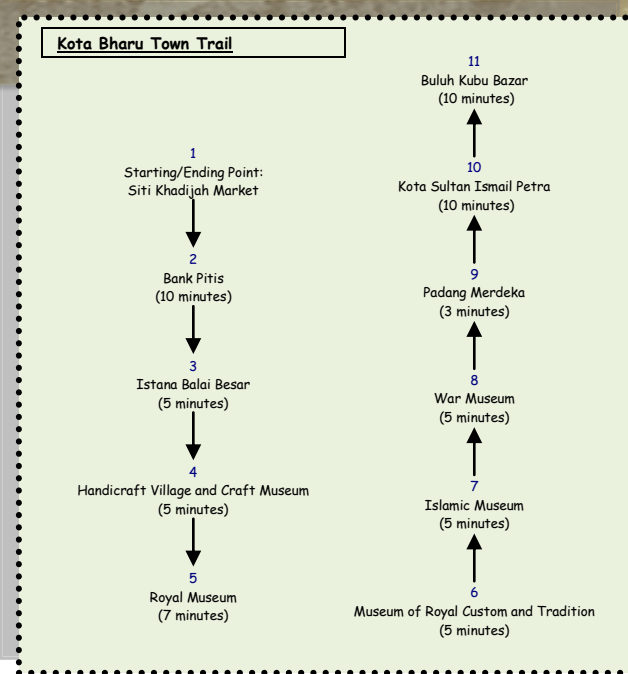 Kota Bharu Town Trail
1
Starting/Ending Point:
Siti Khadijah Market
2
Bank Pitis
(10 minutes)
3
Istana Balai Besar
(5 minutes)
4
Handicraft Village and Craft Museum
(5 minutes)
5
Royal Museum
(7 minutes)
6
Museum of Royal Custom and Tradition
(5 minutes)
7
Islamic Museum
(5 minutes)
8
War Museum
(5 minutes)
9
Padang Merdeka
(3 minutes)
10
Kota Sultan Ismail Petra
(10 minutes)
11
Buluh Kubu Bazar
(10 minutes)